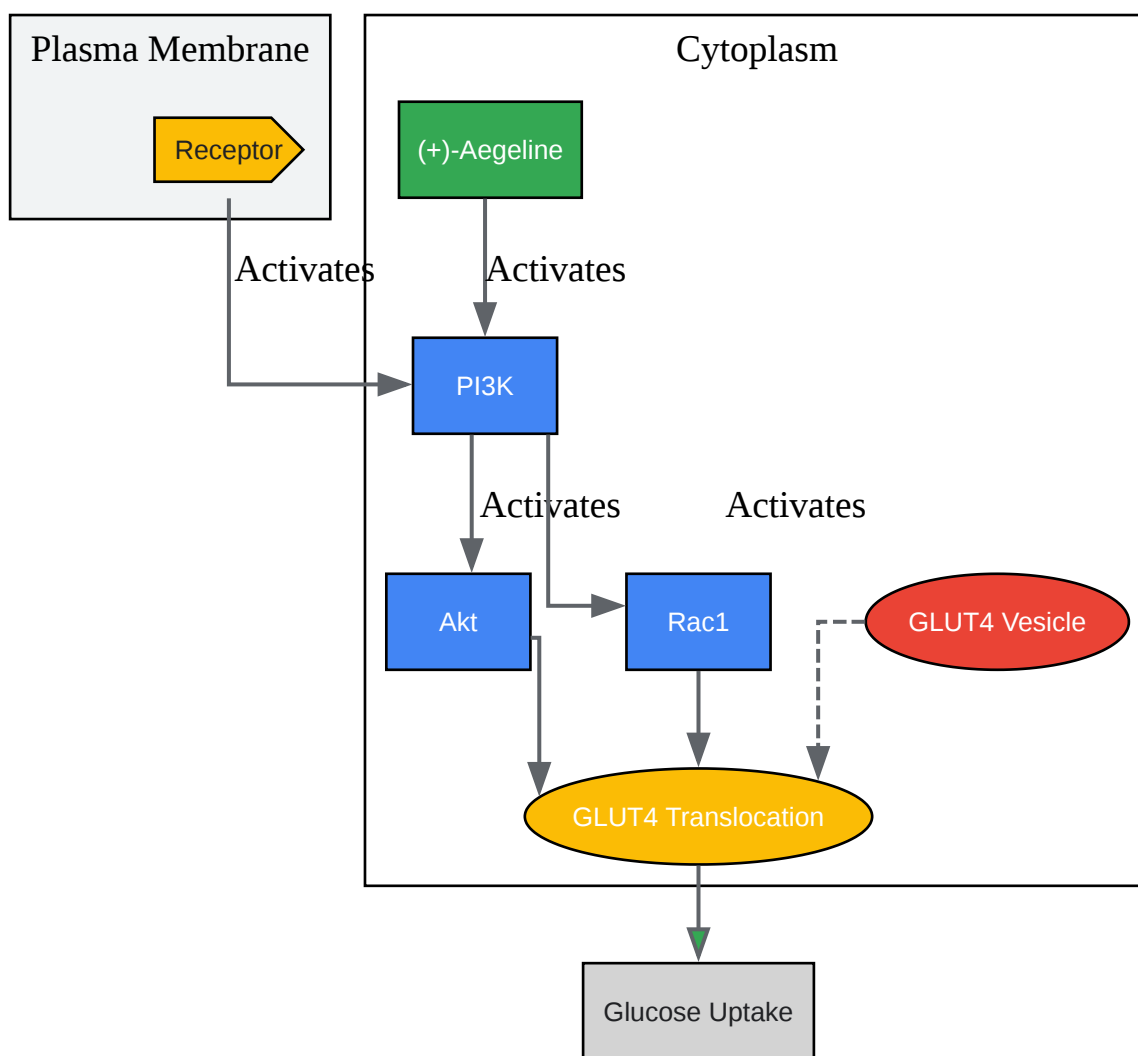 Plasma Membrane
Cytoplasm
Receptor
(+)-Aegeline
Activates
Activates
PI3K
Activates
Activates
Akt
Rac1
GLUT4 Vesicle
GLUT4 Translocation
Glucose Uptake